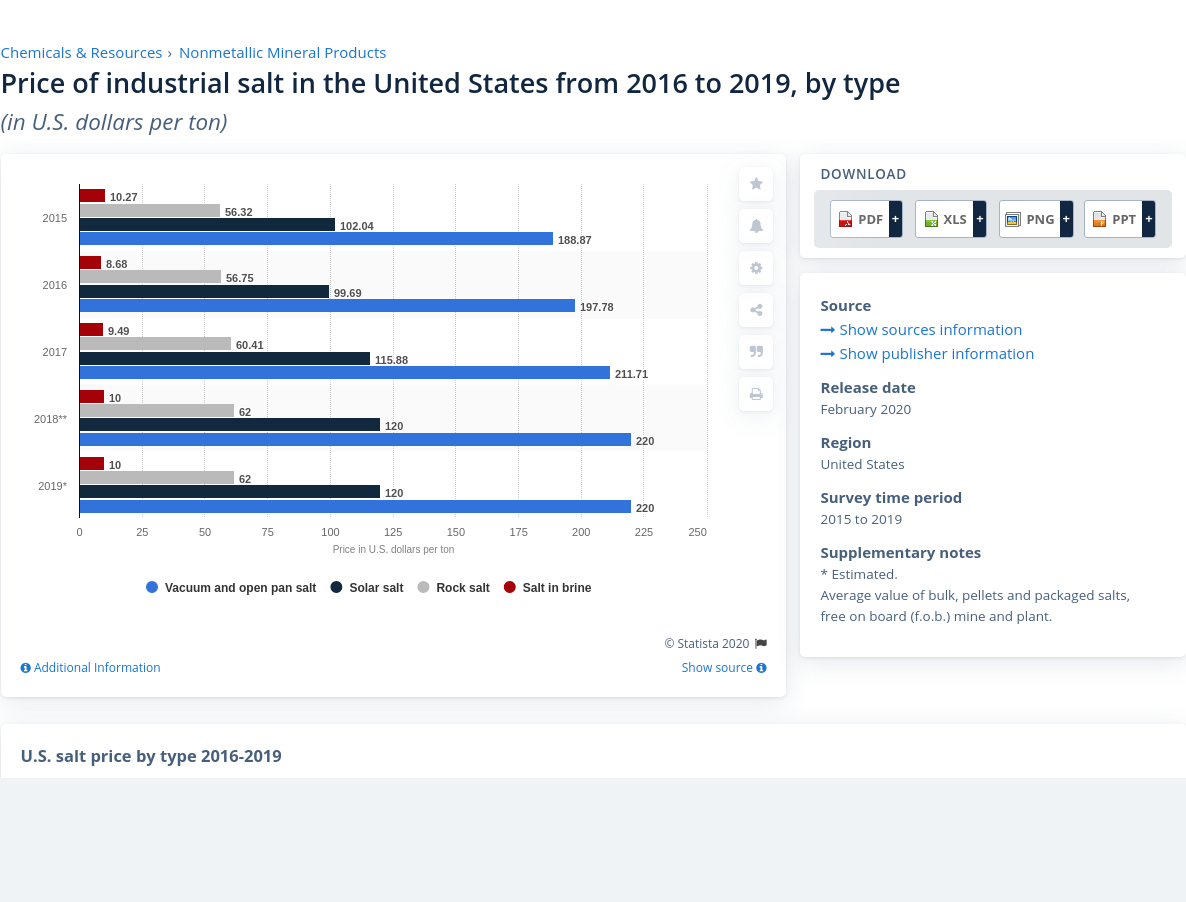 Chemicals & Resources › Nonmetallic Mineral Products
Price of industrial salt in the United States from 2016 to 2019, by type
(in U.S. dollars per ton)
10.27
56.32
2015
102.04
188.87
8.68
56.75
2016
99.69
197.78
9.49
60.41
2017
115.88
211.71
10
62
2018**
120
220
10
62
2019*
120
220
0 25 50 75 100 125 150 175 200 225 250
Price in U.S. dollars per ton
Vacuum and open pan salt Solar salt Rock salt Salt in brine
© Statista 2020
Additional Information Show source
DOWNLOAD
PDF + XLS + PNG + PPT +
Source
Show sources information
Show publisher information
Release date
February 2020
Region
United States
Survey time period
2015 to 2019
Supplementary notes
* Estimated.
Average value of bulk, pellets and packaged salts,
free on board (f.o.b.) mine and plant.
U.S. salt price by type 2016-2019